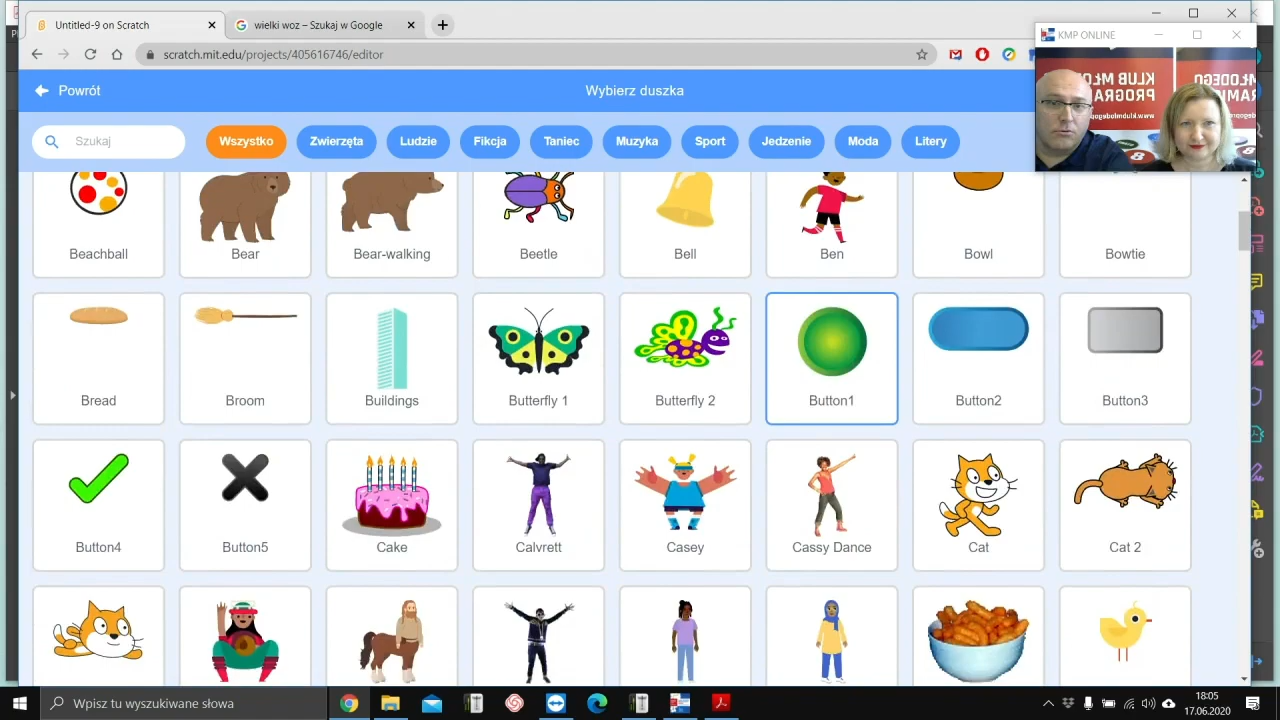 Untitled-9 on Scratch
wielki woz – Szukaj w Google
scratch.mit.edu/projects/405616746/editor
KMP ONLINE
Powrót
Wybierz duszka
Szukaj
Wszystko
Zwierzęta
Ludzie
Fikcja
Taniec
Muzyka
Sport
Jedzenie
Moda
Litery
Beachball
Bear
Bear-walking
Beetle
Bell
Ben
Bowl
Bowtie
Bread
Broom
Buildings
Butterfly 1
Butterfly 2
Button1
Button2
Button3
Button4
Button5
Cake
Calvrett
Casey
Cassy Dance
Cat
Cat 2
Wpisz tu wyszukiwane słowa
18:05
17.06.2020